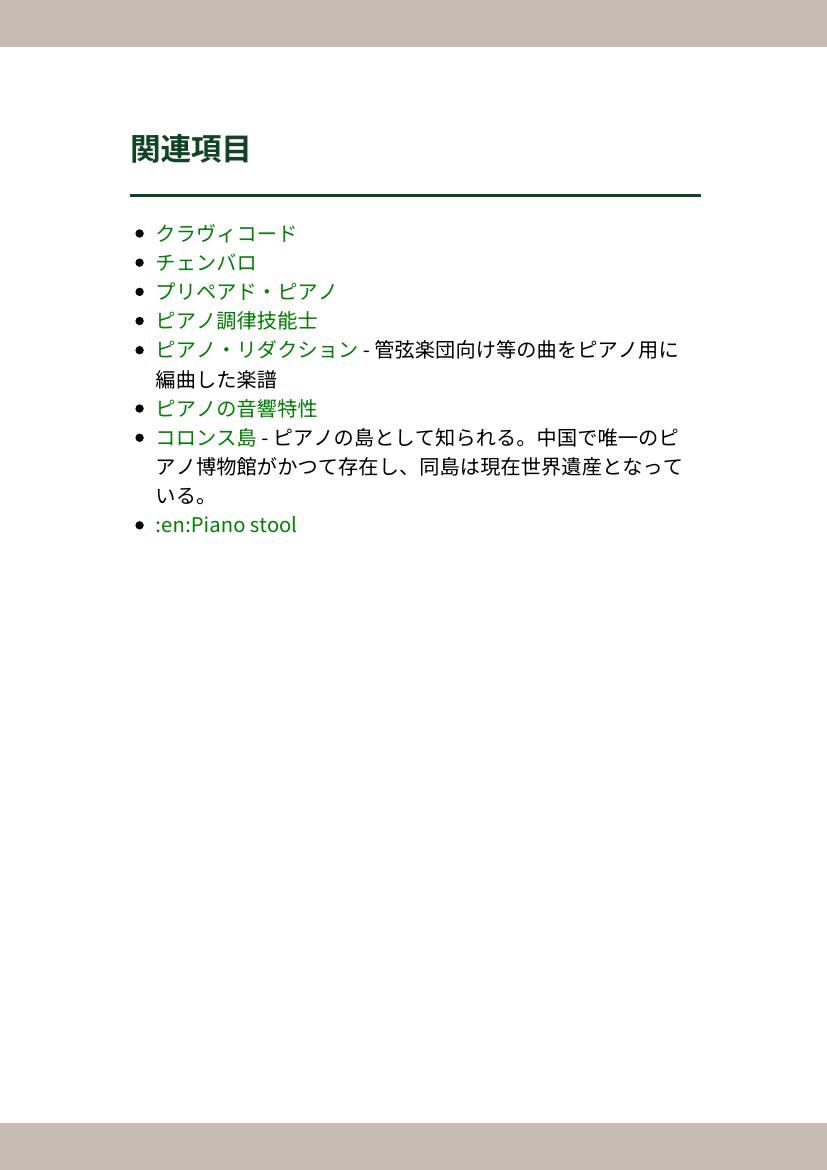 関連項目
クラヴィコード
チェンバロ
プリペアド・ピアノ
ピアノ調律技能士
ピアノ・リダクション - 管弦楽団向け等の曲をピアノ用に
編曲した楽譜
ピアノの音響特性
コロンス島 - ピアノの島として知られる。中国で唯一のピ
アノ博物館がかつて存在し、同島は現在世界遺産となって
いる。
:en:Piano stool